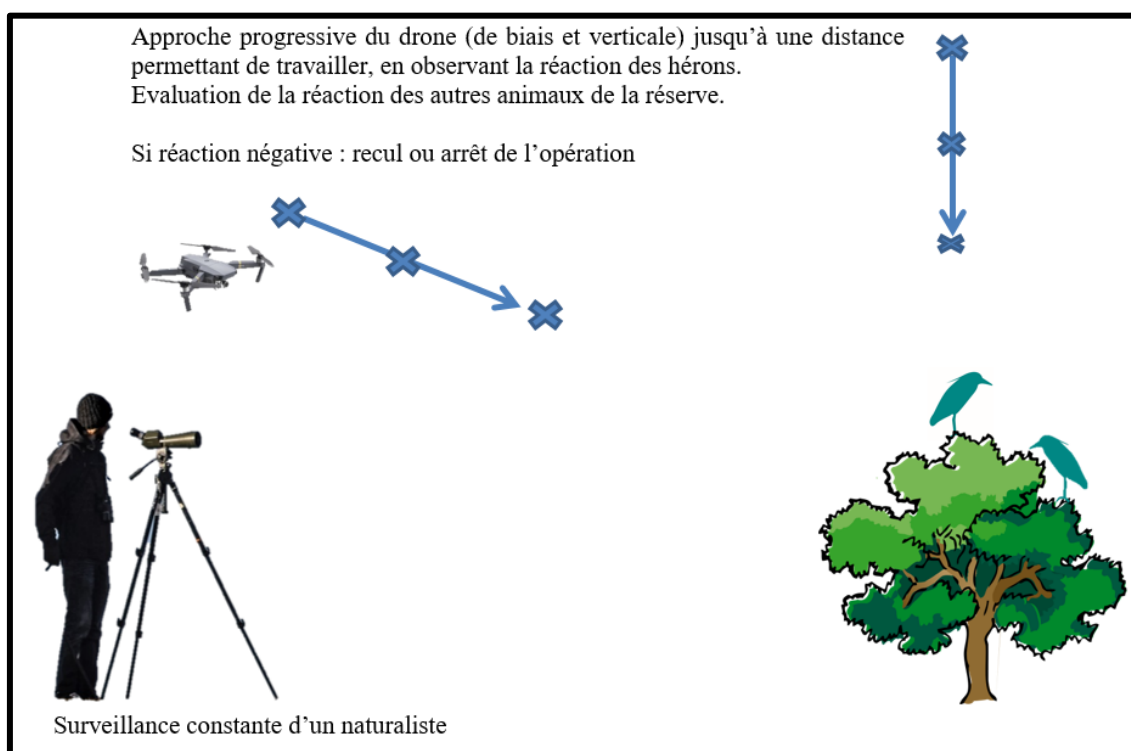 Approche progressive du drone (de biais et verticale) jusqu’à une distance
permettant de travailler, en observant la réaction des hérons.
Evaluation de la réaction des autres animaux de la réserve.
Si réaction négative : recul ou arrêt de l’opération
Surveillance constante d’un naturaliste